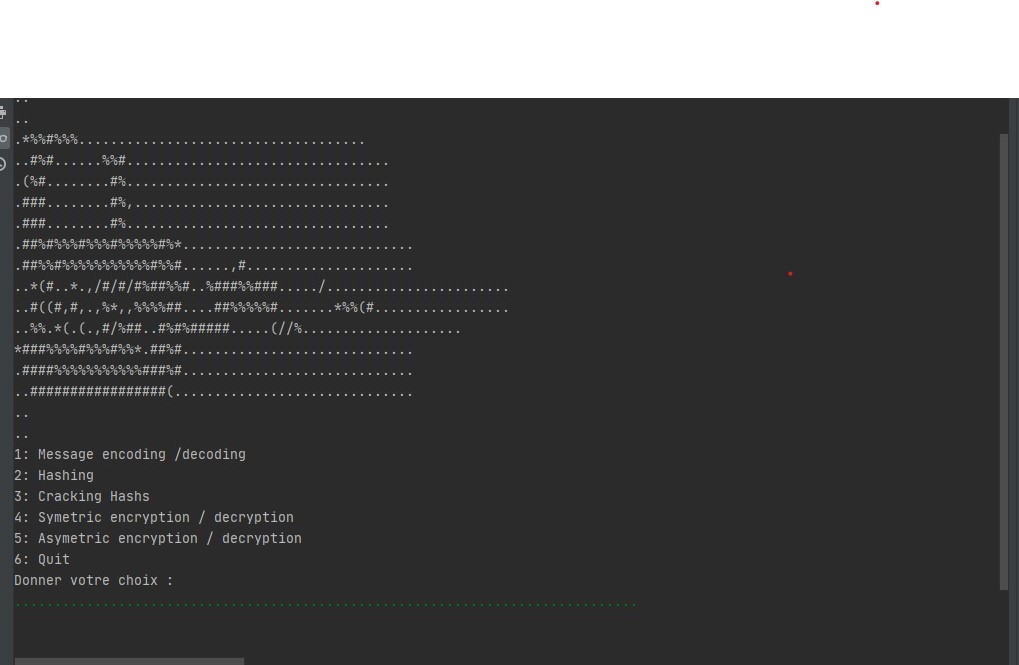 ..
..
.*%%#%%%....................................
..#%#......%%#.................................
.(%#........#%.................................
.###........#%,................................
.###........#%.................................
.##%#%%%#%%%#%%%%%#%*.............................
.##%%#%%%%%%%%%%%#%%#......,#.....................
..*(#..*.,/#/#/#%##%%#..%###%%###...../.......................
..#((#,#,.,%*,,%%%%##....##%%%%%#.......*%%(#.................
..%%.*(.(.,#/%##..#%#%#####.....(//%....................
*###%%%%#%%%#%%*.##%#.............................
.####%%%%%%%%%%%###%#.............................
..#################(..............................
..
..
1: Message encoding /decoding
2: Hashing
3: Cracking Hashs
4: Symetric encryption / decryption
5: Asymetric encryption / decryption
6: Quit
Donner votre choix :
..............................................................................